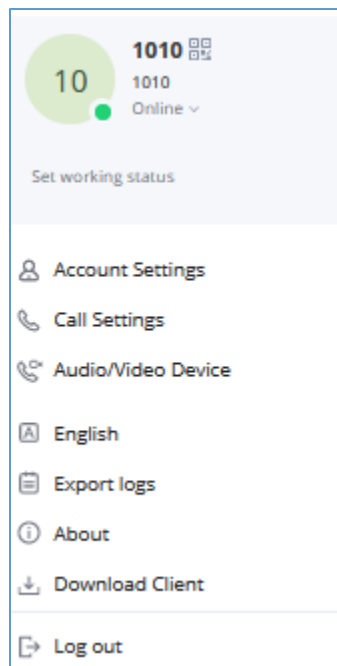 10
1010
1010
Online
Set working status
Account Settings
Call Settings
Audio/Video Device
A English
Export logs
About
Download Client
Log out